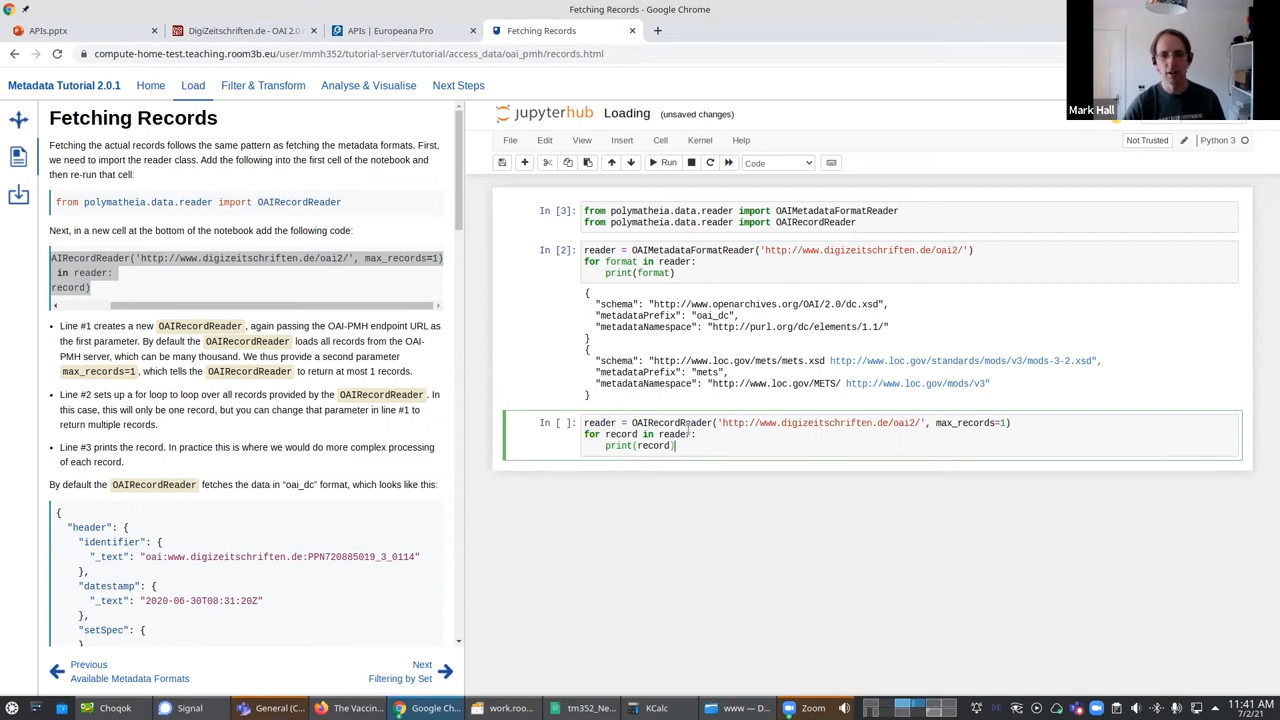 Fetching Records - Google Chrome
APIs.pptx
DigiZeitschriften.de - OAI 2.0
APIs | Europeana Pro
Fetching Records
compute-home-test.teaching.room3b.eu/user/mmh352/tutorial-server/tutorial/access_data/oai_pmh/records.html
Mark Hall
Metadata Tutorial 2.0.1 Home Load Filter & Transform Analyse & Visualise Next Steps
Fetching Records
Fetching the actual records follows the same pattern as fetching the metadata formats. First,
we need to import the reader class. Add the following into the first cell of the notebook and
then re-run that cell:
from polymatheia.data.reader import OAIRecordReader
Next, in a new cell at the bottom of the notebook add the following code:
AIRecordReader('http://www.digizeitschriften.de/oai2/', max_records=1)
in reader:
record)
• Line #1 creates a new OAIRecordReader, again passing the OAI-PMH endpoint URL as
the first parameter. By default the OAIRecordReader loads all records from the OAI-
PMH server, which can be many thousand. We thus provide a second parameter
max_records=1, which tells the OAIRecordReader to return at most 1 records.
• Line #2 sets up a for loop to loop over all records provided by the OAIRecordReader. In
this case, this will only be one record, but you can change that parameter in line #1 to
return multiple records.
• Line #3 prints the record. In practice this is where we would do more complex processing
of each record.
By default the OAIRecordReader fetches the data in “oai_dc” format, which looks like this:
{
"header": {
"identifier": {
"_text": "oai:www.digizeitschriften.de:PPN720885019_3_0114"
},
"datestamp": {
"_text": "2020-06-30T08:31:20Z"
},
"setSpec": {
}
Previous
Available Metadata Formats
Next
Filtering by Set
jupyterhub Loading (unsaved changes)
File Edit View Insert Cell Kernel Help
Not Trusted Python 3
Run Code
In [3]: from polymatheia.data.reader import OAIMetadataFormatReader
from polymatheia.data.reader import OAIRecordReader
In [2]: reader = OAIMetadataFormatReader('http://www.digizeitschriften.de/oai2/')
for format in reader:
print(format)
{
"schema": "http://www.openarchives.org/OAI/2.0/dc.xsd",
"metadataPrefix": "oai_dc",
"metadataNamespace": "http://purl.org/dc/elements/1.1/"
}
{
"schema": "http://www.loc.gov/mets/mets.xsd http://www.loc.gov/standards/mods/v3/mods-3-2.xsd",
"metadataPrefix": "mets",
"metadataNamespace": "http://www.loc.gov/METS/ http://www.loc.gov/mods/v3"
}
In [ ]: reader = OAIRecordReader('http://www.digizeitschriften.de/oai2/', max_records=1)
for record in reader:
print(record)
Choqok Signal General (C... The Vaccin... Google Ch... work.room... tm352_Ne... KCalc www — D... Zoom DE 11:41 AM
7/2/21